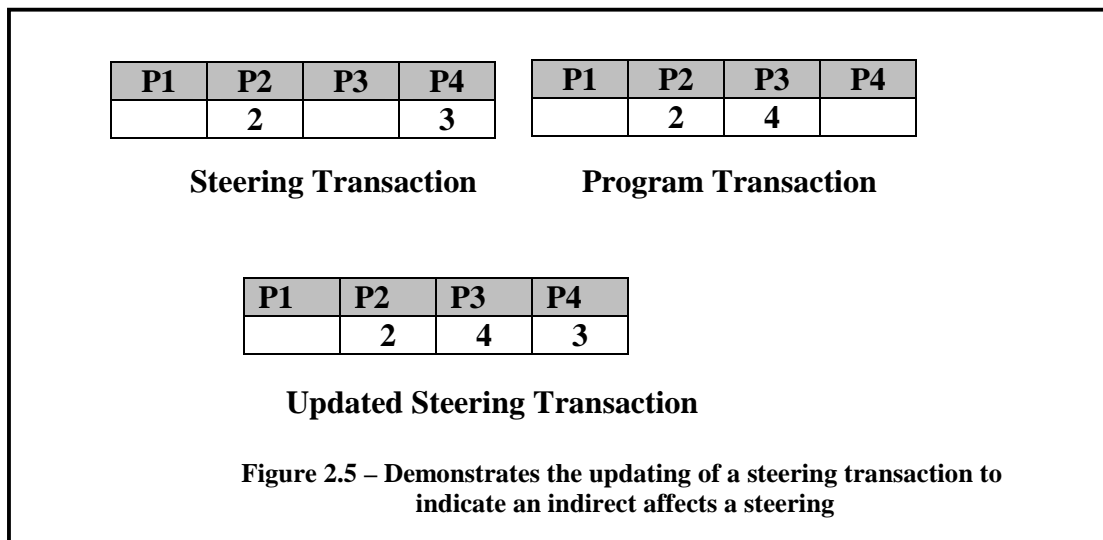 P1 P2 P3 P4
2 3
Steering Transaction
P1 P2 P3 P4
2 4
Program Transaction
P1 P2 P3 P4
2 4 3
Updated Steering Transaction
Figure 2.5 – Demonstrates the updating of a steering transaction to
indicate an indirect affects a steering